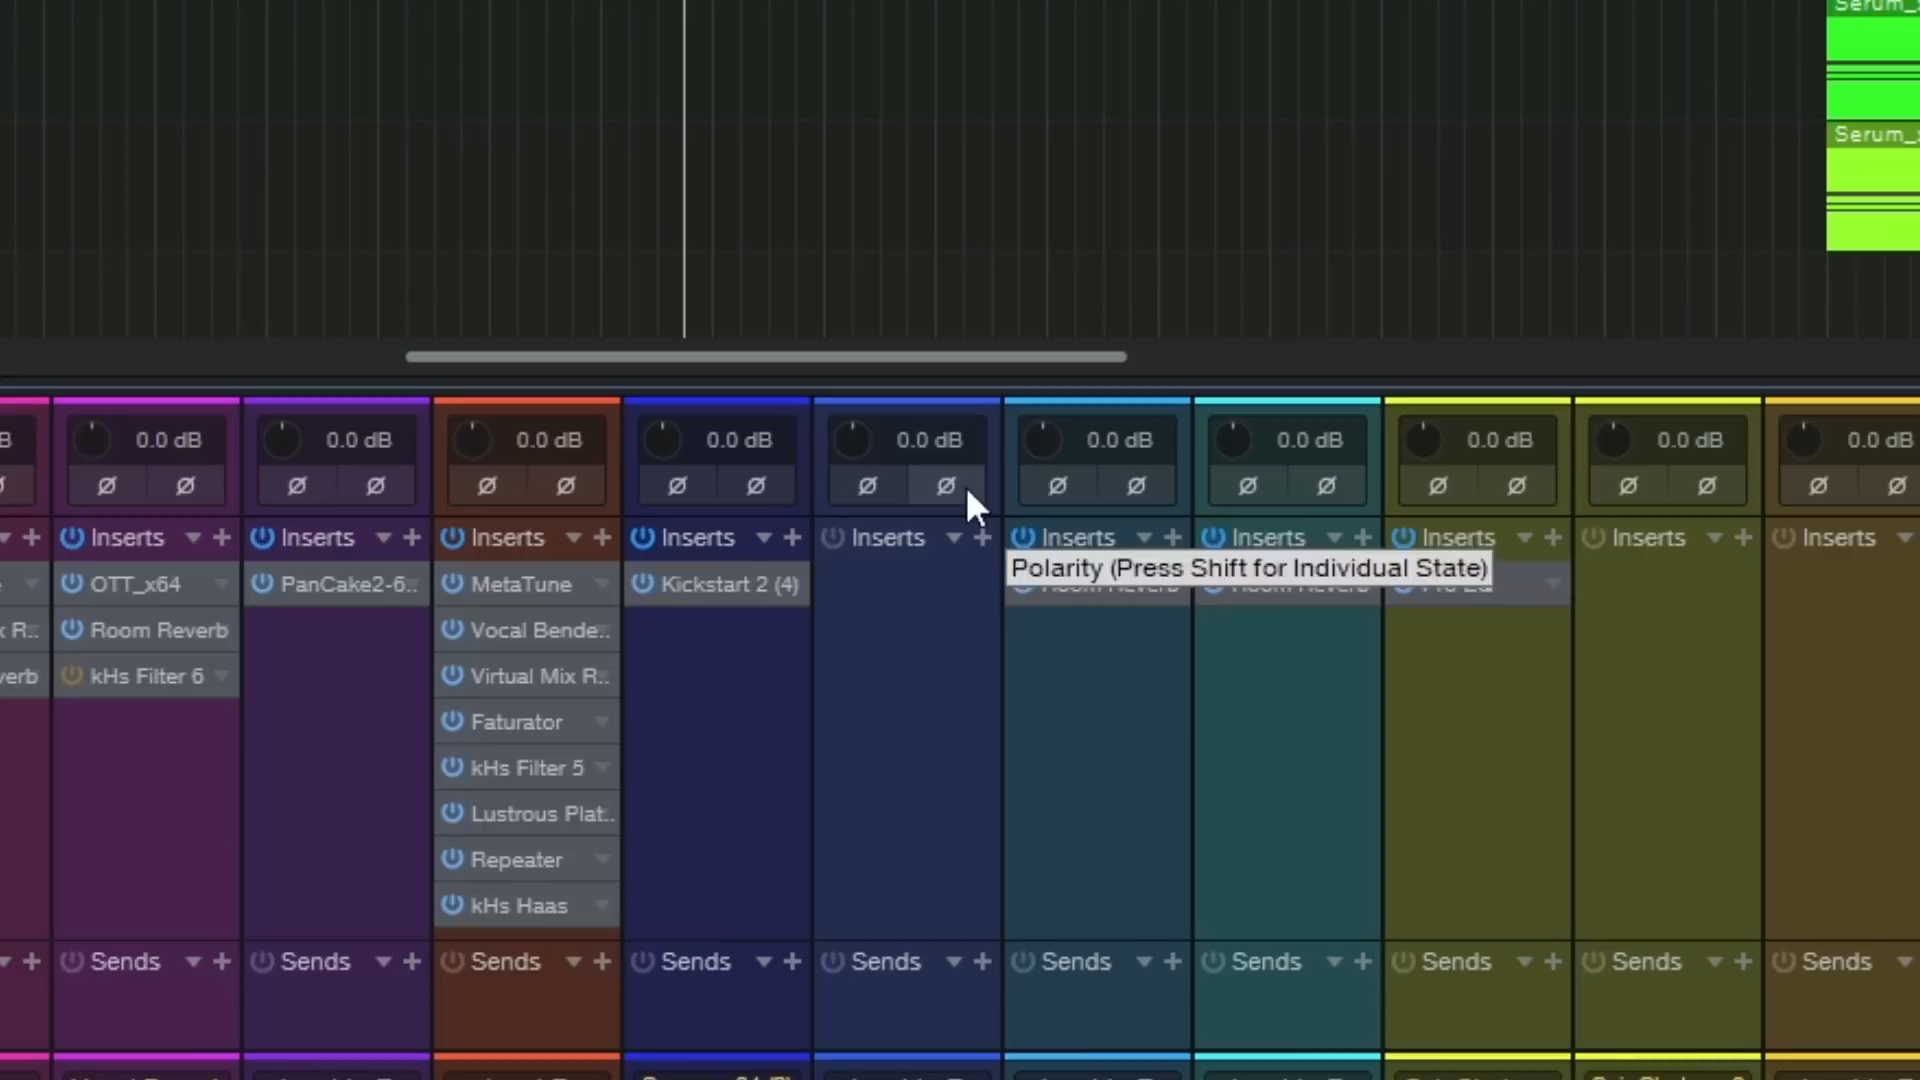 Serum_
Serum_
B 0.0 dB 0.0 dB 0.0 dB 0.0 dB 0.0 dB 0.0 dB 0.0 dB 0.0 dB 0.0 dB 0.0 dB
Ø Ø Ø Ø Ø Ø Ø Ø Ø Ø Ø Ø Ø Ø Ø Ø Ø Ø Ø Ø Ø
Inserts Inserts Inserts Inserts Inserts Inserts Inserts Inserts Inserts Inserts
Polarity (Press Shift for Individual State)
OTT_x64 PanCake2-6.. MetaTune Kickstart 2 (4)
x R.. Room Reverb Vocal Bende..
verb kHs Filter 6 Virtual Mix R..
Faturator
kHs Filter 5
Lustrous Plat..
Repeater
kHs Haas
Sends Sends Sends Sends Sends Sends Sends Sends Sends Sends